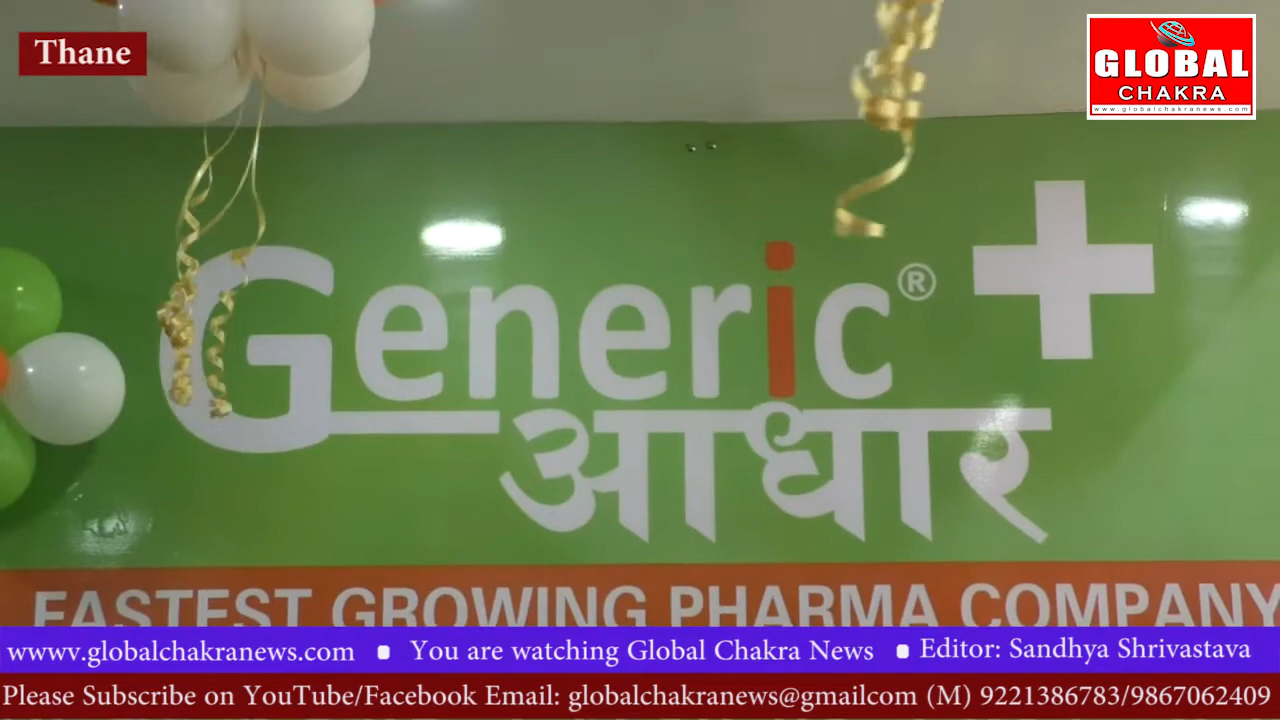 Thane
GLOBAL
CHAKRA
www.globalchakranews.com
Generic®
आधार
FASTEST GROWING PHARMA COMPANY
wwwv.globalchakranews.com • You are watching Global Chakra News • Editor: Sandhya Shrivastava
Please Subscribe on YouTube/Facebook Email: globalchakranews@gmailcom (M) 9221386783/9867062409